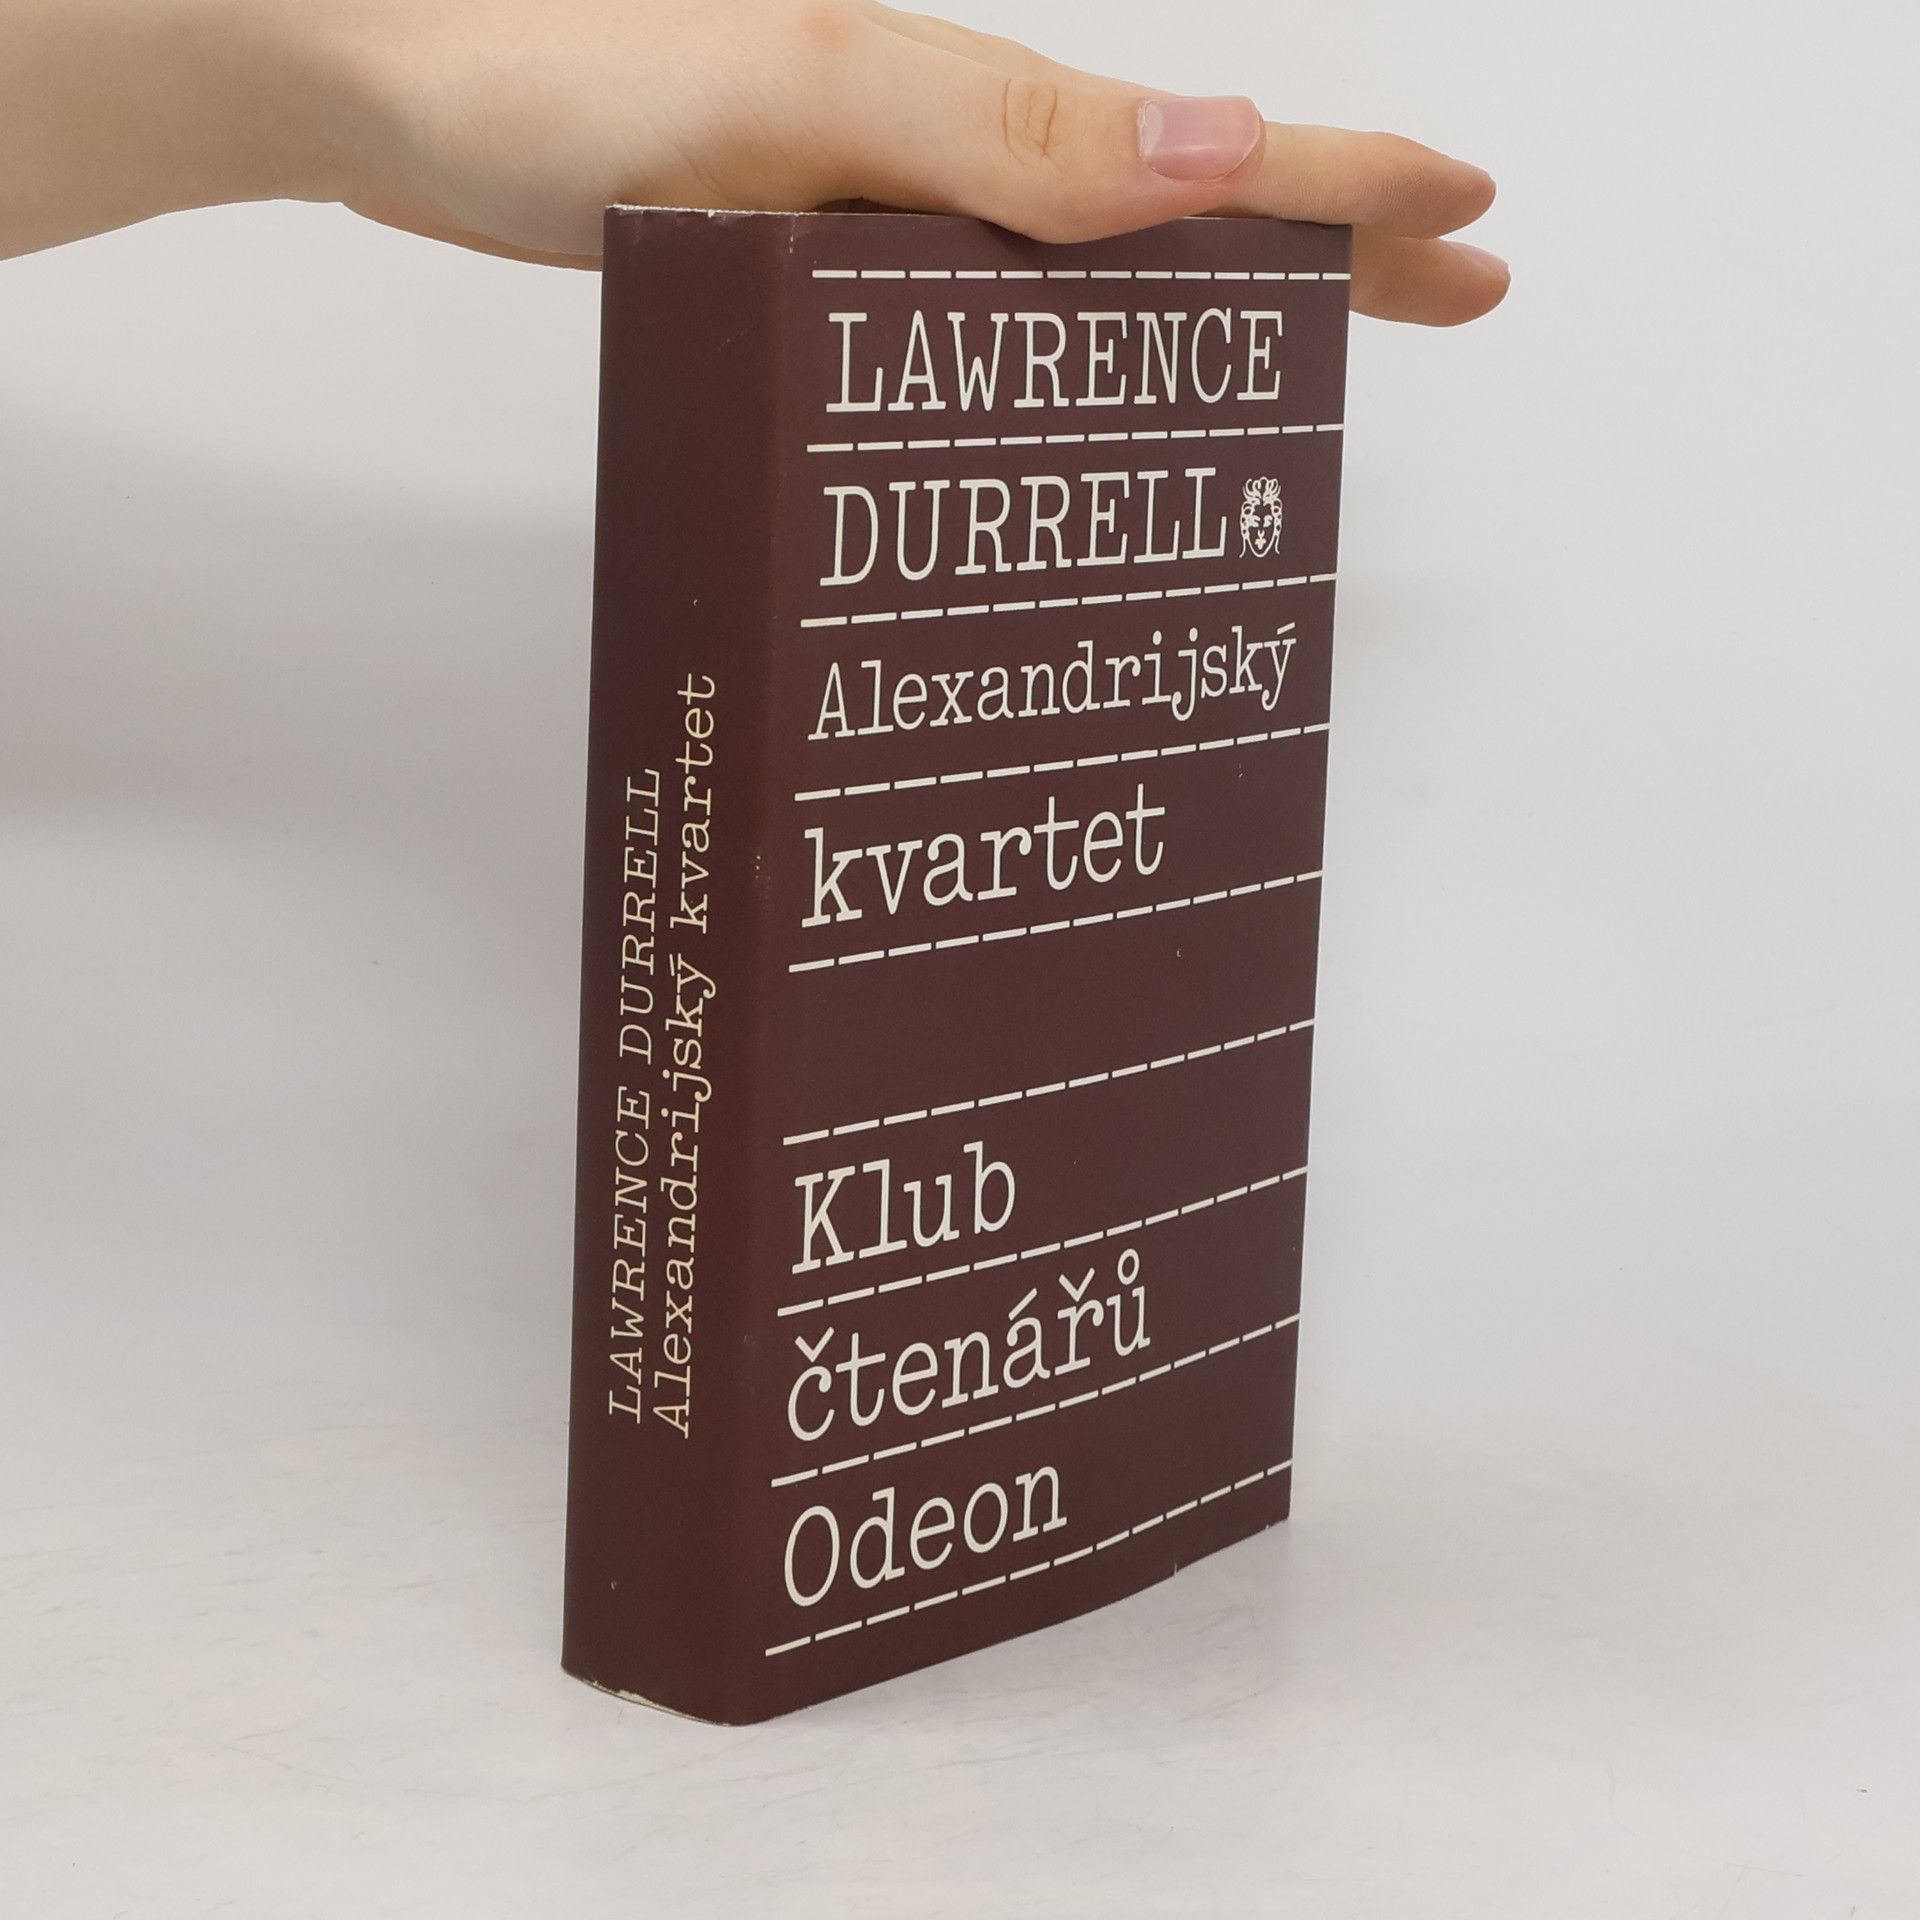 LAWRENCE DURRELL
Alexandrijský kvartet
LAWRENCE
DURRELL
Alexandrijský
kvartet
Klub
čtenářů
Odeon